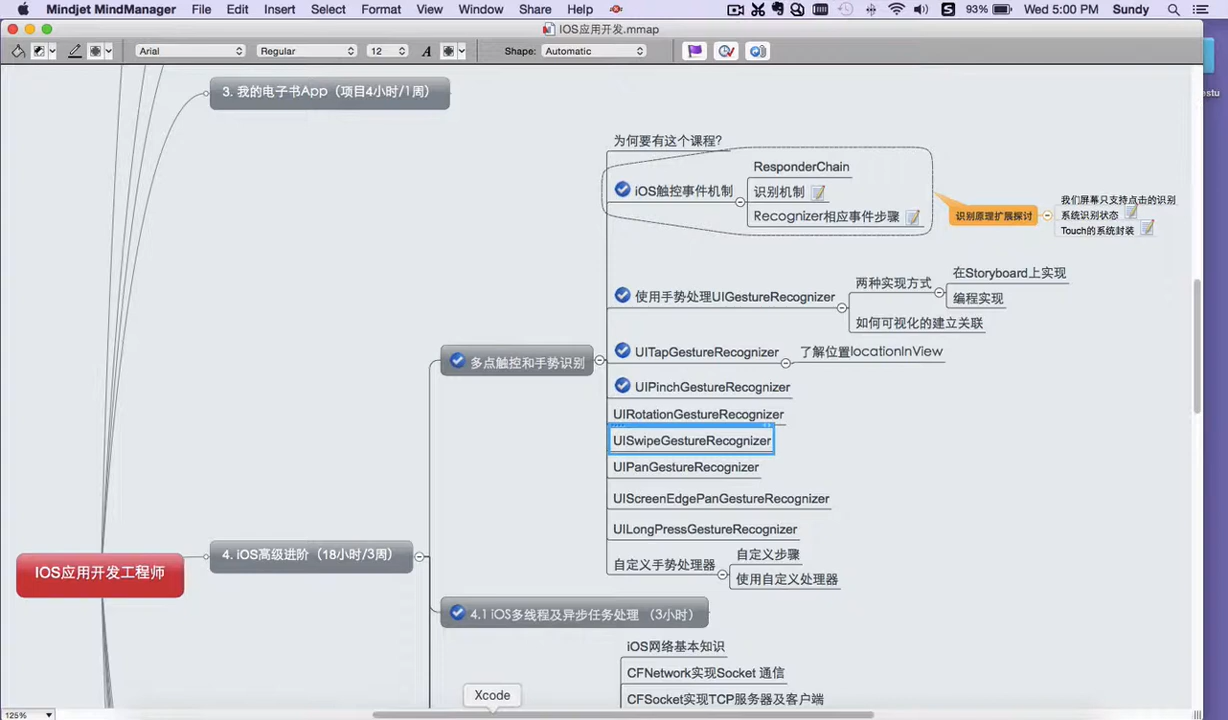 Mindjet MindManager File Edit Insert Select Format View Window Share Help 93% Wed 5:00 PM Sundy
IOS应用开发.mmap
Arial Regular 12 A Shape: Automatic
3. 我的电子书App（项目4小时/1周）
为何要有这个课程?
iOS触控事件机制
ResponderChain
识别机制
Recognizer相应事件步骤
识别原理扩展探讨
我们屏幕只支持点击的识别
系统识别状态
Touch的系统封装
使用手势处理UIGestureRecognizer
两种实现方式
在Storyboard上实现
编程实现
如何可视化的建立关联
多点触控和手势识别
UITapGestureRecognizer
了解位置locationInView
UIPinchGestureRecognizer
UIRotationGestureRecognizer
UISwipeGestureRecognizer
UIPanGestureRecognizer
UIScreenEdgePanGestureRecognizer
UILongPressGestureRecognizer
自定义手势处理器
自定义步骤
使用自定义处理器
IOS应用开发工程师
4. iOS高级进阶（18小时/3周）
4.1 iOS多线程及异步任务处理 （3小时）
iOS网络基本知识
CFNetwork实现Socket 通信
CFSocket实现TCP服务器及客户端
Xcode
125%
estu